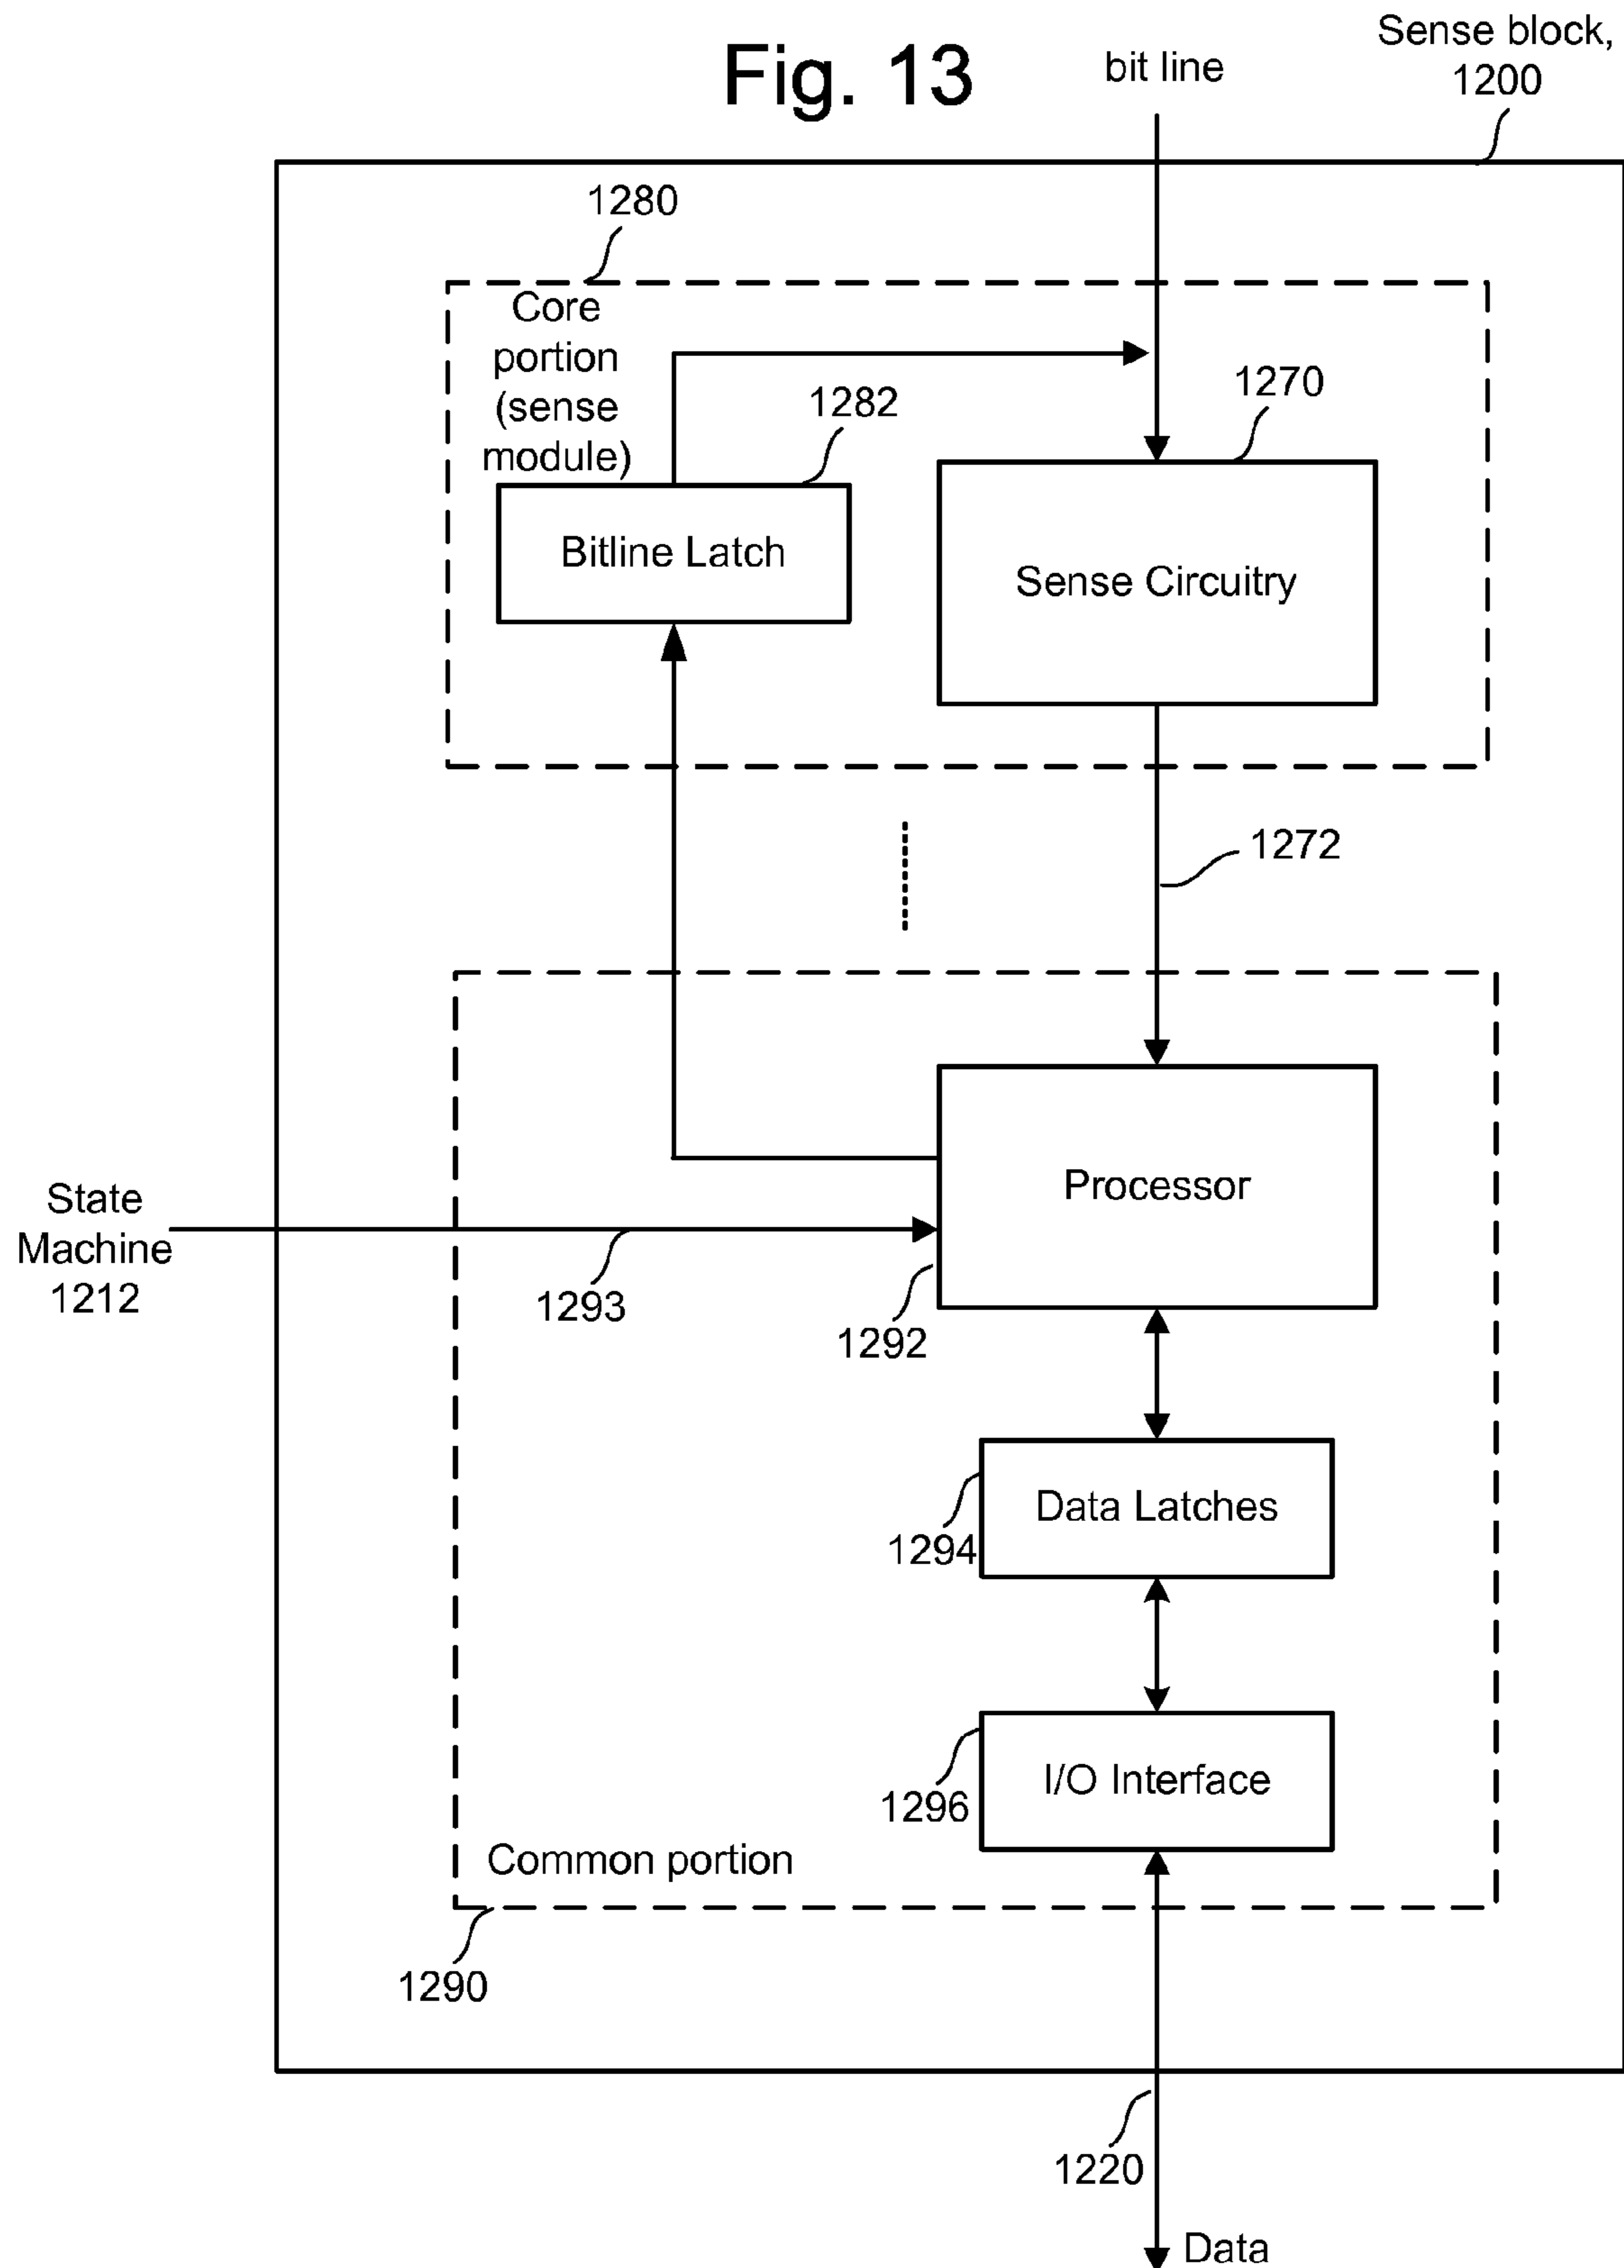 Fig. 13
bit line
Sense block,
1200
1280
Core
portion
(sense
module)
1282
1270
Bitline Latch
Sense Circuitry
1272
Processor
State
Machine
1212
1293
1292
Data Latches
1294
I/O Interface
1296
Common portion
1290
1220
Data